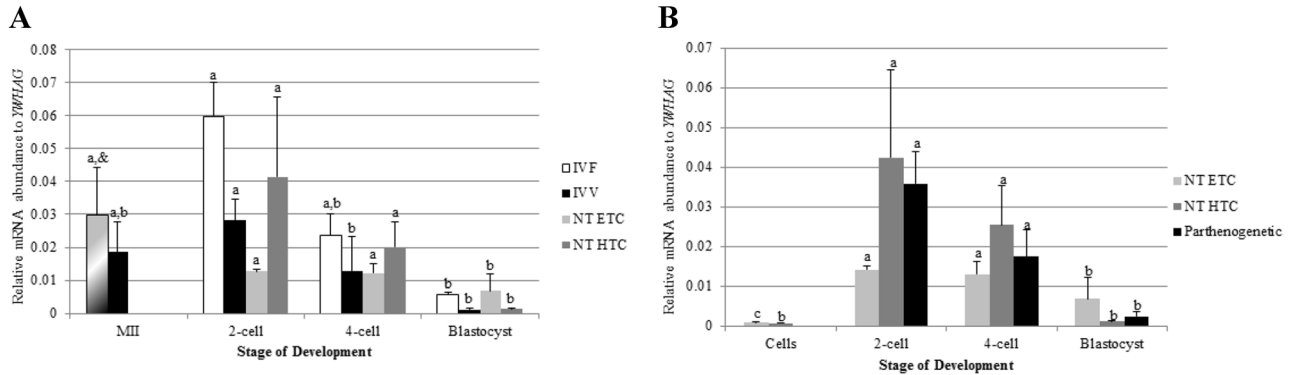 A
Relative mRNA abundance to YWHAG
0.08
0.07
0.06
0.05
0.04
0.03
0.02
0.01
0
a,&
a,b
a
a
a
a
a,b
b
a
a
b
b
b
b
MII
2-cell
4-cell
Blastocyst
Stage of Development
IVF
IVV
NT ETC
NT HTC
B
Relative mRNA abundance to YWHAG
0.07
0.06
0.05
0.04
0.03
0.02
0.01
0
c
b
a
a
a
a
a
a
b
b
b
Cells
2-cell
4-cell
Blastocyst
Stage of Development
NT ETC
NT HTC
Parthenogenetic